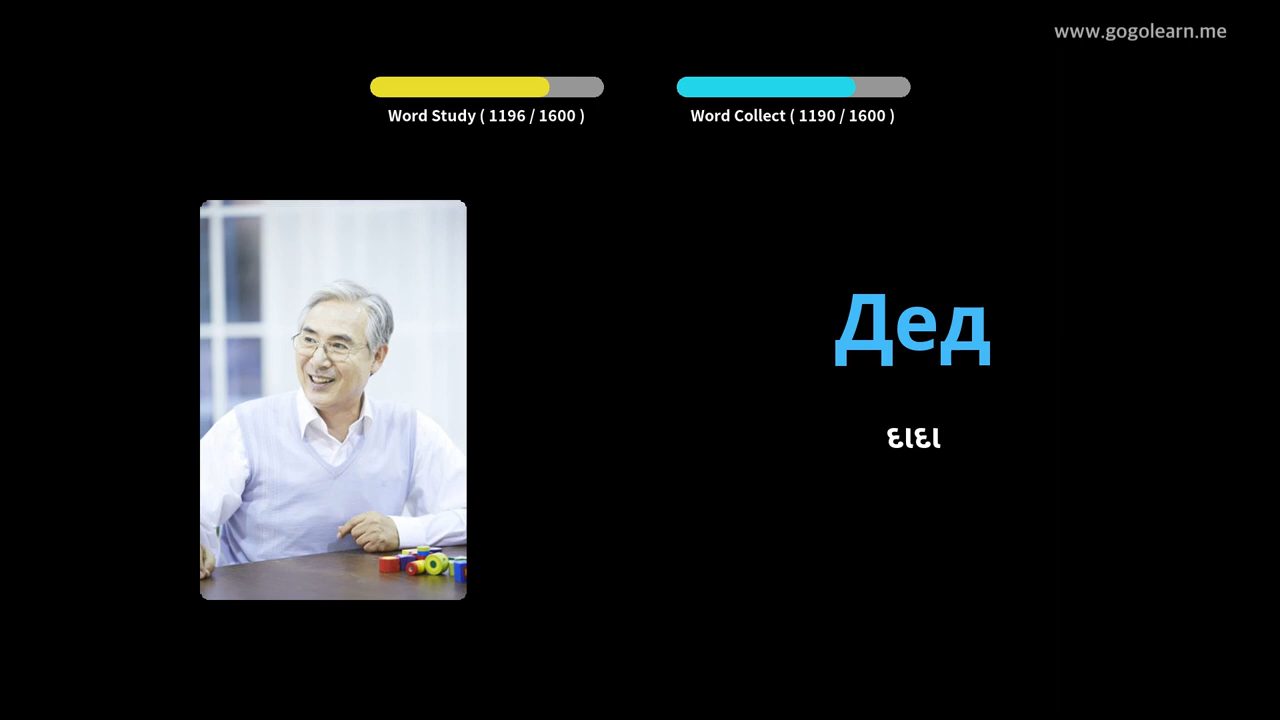 www.gogolearn.me
Word Study ( 1196 / 1600 )
Word Collect ( 1190 / 1600 )
Дед
દાદા